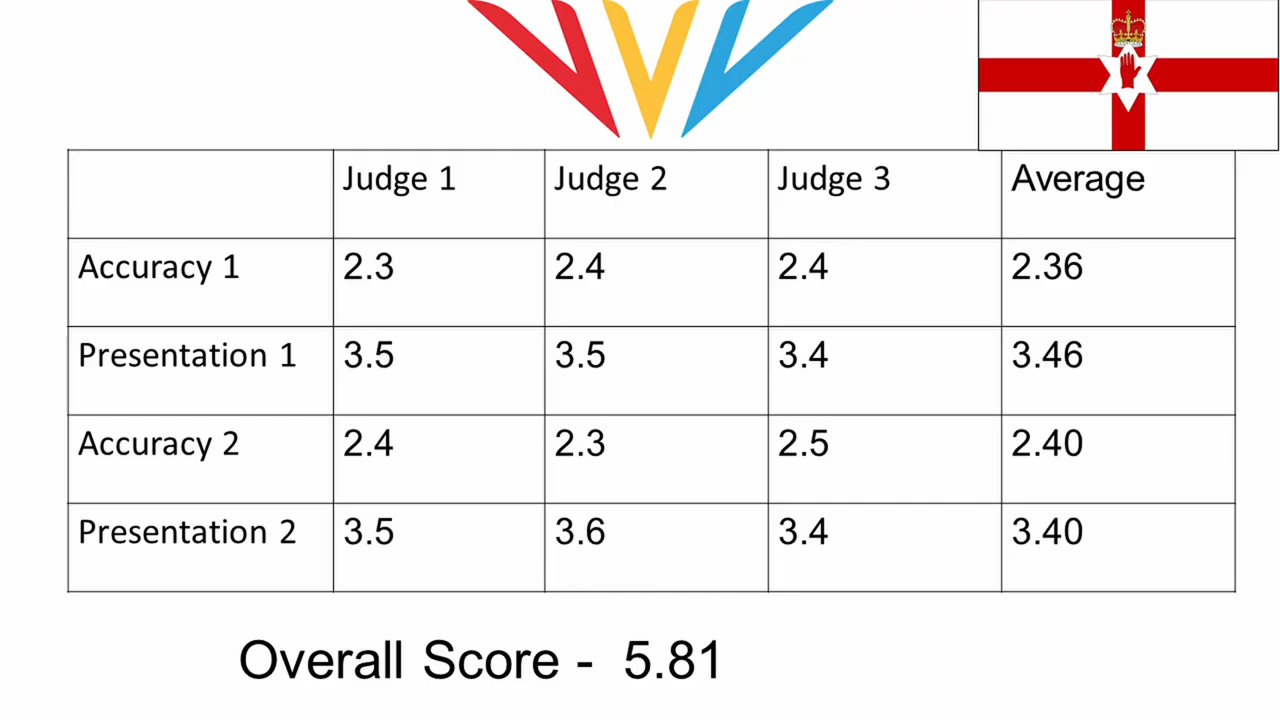 Judge 1 Judge 2 Judge 3 Average
Accuracy 1 2.3 2.4 2.4 2.36
Presentation 1 3.5 3.5 3.4 3.46
Accuracy 2 2.4 2.3 2.5 2.40
Presentation 2 3.5 3.6 3.4 3.40
Overall Score - 5.81